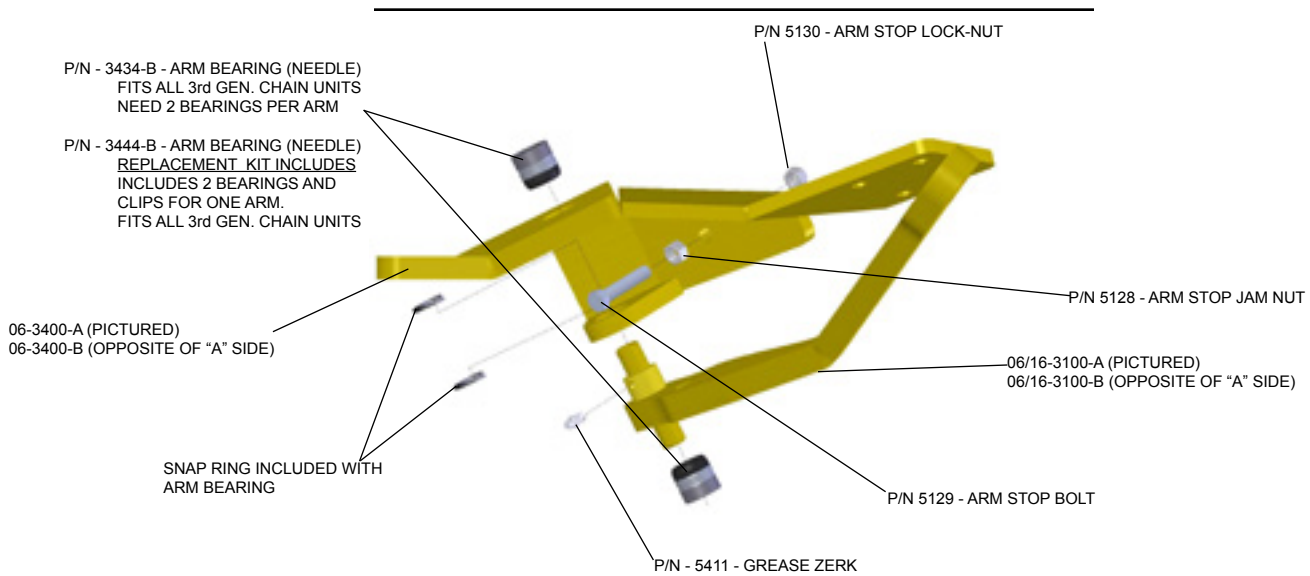 P/N 5130 - ARM STOP LOCK-NUT
P/N - 3434-B - ARM BEARING (NEEDLE)
FITS ALL 3rd GEN. CHAIN UNITS
NEED 2 BEARINGS PER ARM
P/N - 3444-B - ARM BEARING (NEEDLE)
REPLACEMENT KIT INCLUDES
INCLUDES 2 BEARINGS AND
CLIPS FOR ONE ARM.
FITS ALL 3rd GEN. CHAIN UNITS
P/N 5128 - ARM STOP JAM NUT
06-3400-A (PICTURED)
06-3400-B (OPPOSITE OF “A” SIDE)
06/16-3100-A (PICTURED)
06/16-3100-B (OPPOSITE OF “A” SIDE)
SNAP RING INCLUDED WITH
ARM BEARING
P/N 5129 - ARM STOP BOLT
P/N - 5411 - GREASE ZERK